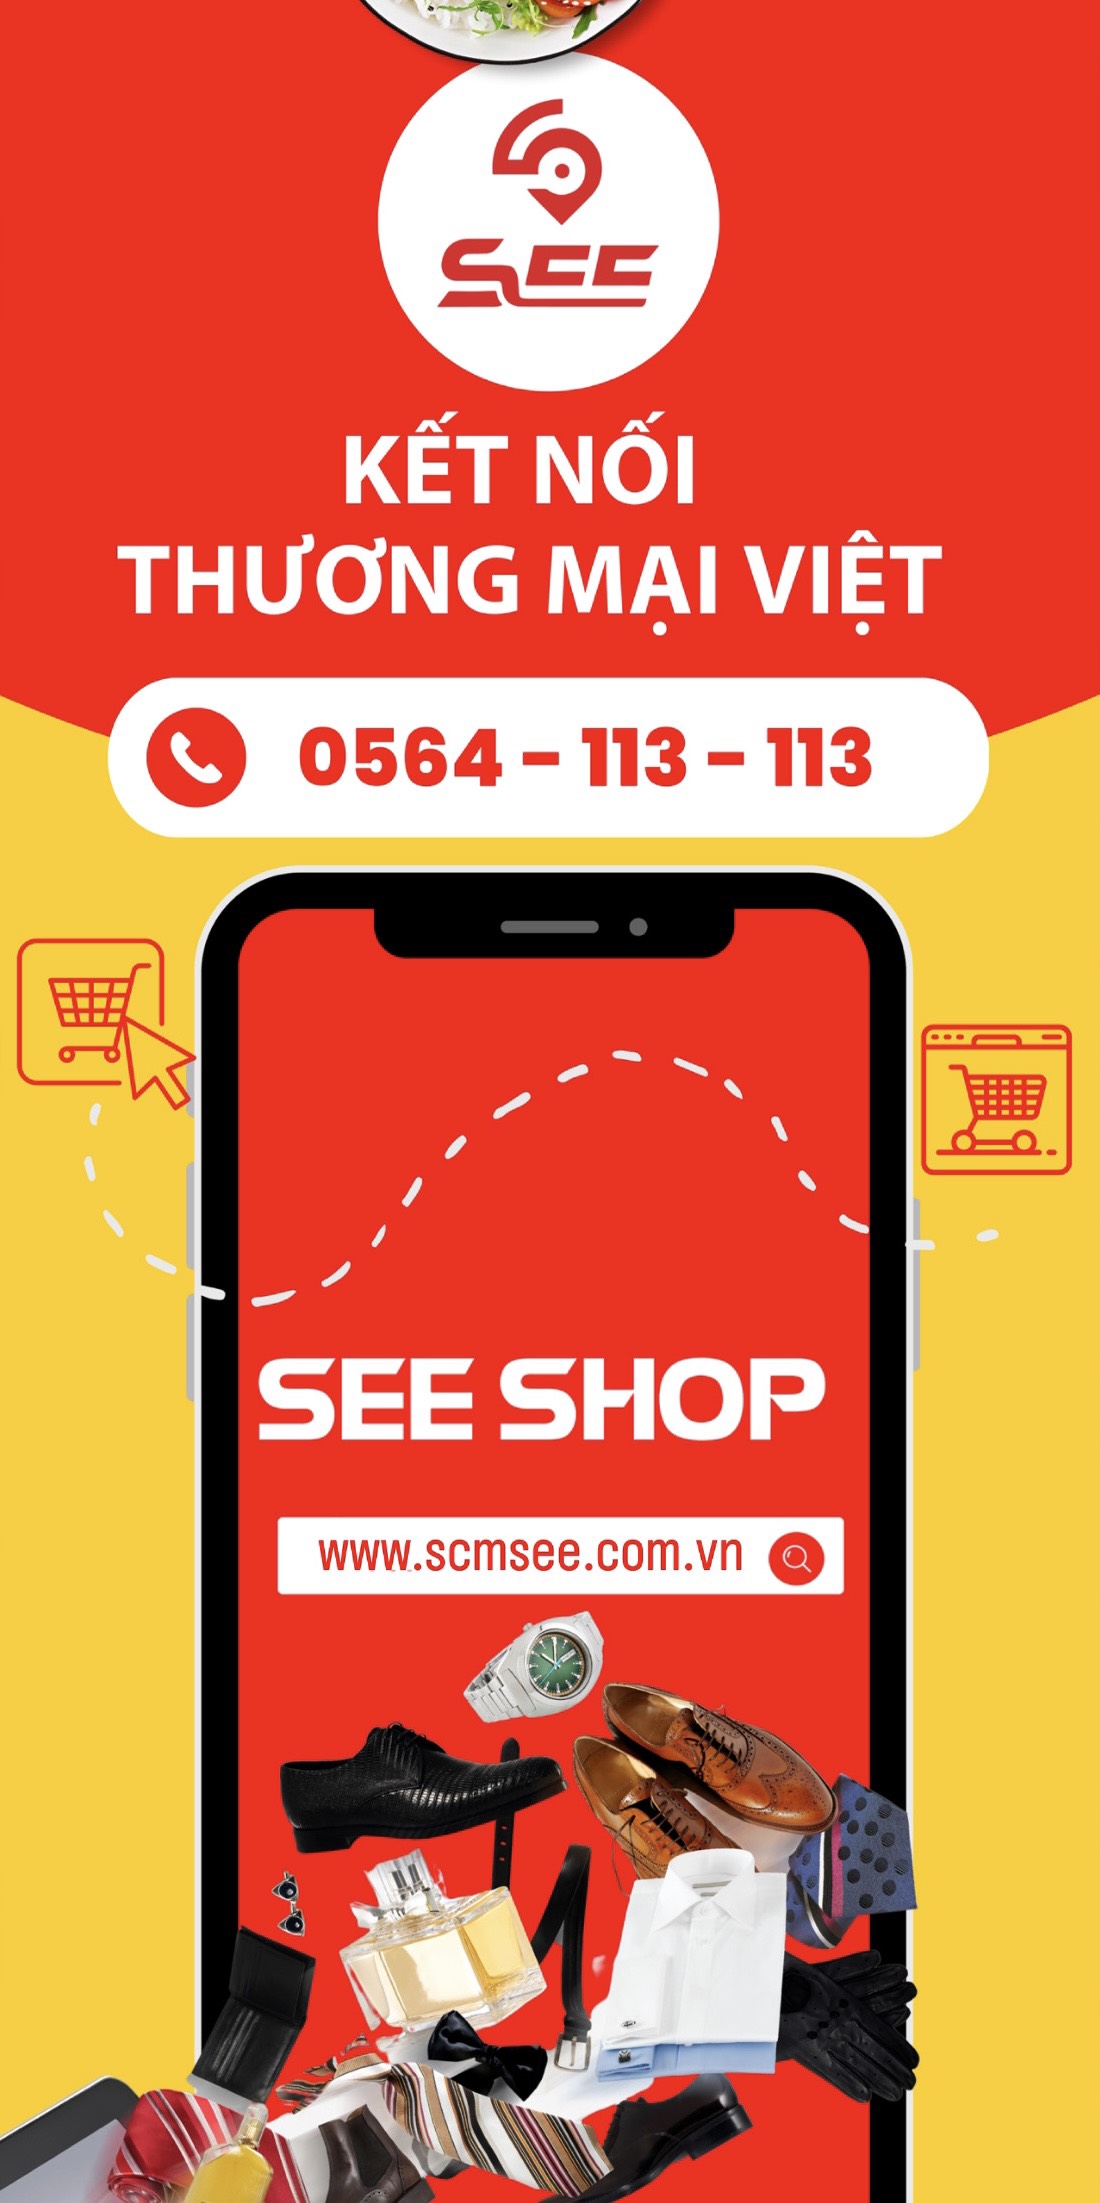 SEE
KẾT NỐI
THƯƠNG MẠI VIỆT
0564 - 113 - 113
SEE SHOP
www.scmsee.com.vn